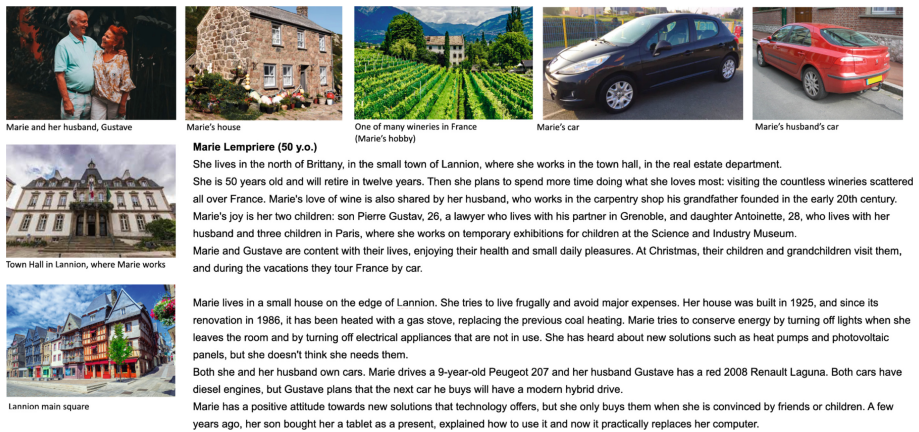 Marie and her husband, Gustave
Marie's house
One of many wineries in France
(Marie's hobby)
Marie's car
Marie's husband's car
Marie Lempriere (50 y.o.)
She lives in the north of Brittany, in the small town of Lannion, where she works in the town hall, in the real estate department.
She is 50 years old and will retire in twelve years. Then she plans to spend more time doing what she loves most: visiting the countless wineries scattered
all over France. Marie's love of wine is also shared by her husband, who works in the carpentry shop his grandfather founded in the early 20th century.
Marie's joy is her two children: son Pierre Gustav, 26, a lawyer who lives with his partner in Grenoble, and daughter Antoinette, 28, who lives with her
husband and three children in Paris, where she works on temporary exhibitions for children at the Science and Industry Museum.
Marie and Gustave are content with their lives, enjoying their health and small daily pleasures. At Christmas, their children and grandchildren visit them,
and during the vacations they tour France by car.
Town Hall in Lannion, where Marie works
Marie lives in a small house on the edge of Lannion. She tries to live frugally and avoid major expenses. Her house was built in 1925, and since its
renovation in 1986, it has been heated with a gas stove, replacing the previous coal heating. Marie tries to conserve energy by turning off lights when she
leaves the room and by turning off electrical appliances that are not in use. She has heard about new solutions such as heat pumps and photovoltaic
panels, but she doesn't think she needs them.
Both she and her husband own cars. Marie drives a 9-year-old Peugeot 207 and her husband Gustave has a red 2008 Renault Laguna. Both cars have
diesel engines, but Gustave plans that the next car he buys will have a modern hybrid drive.
Marie has a positive attitude towards new solutions that technology offers, but she only buys them when she is convinced by friends or children. A few
years ago, her son bought her a tablet as a present, explained how to use it and now it practically replaces her computer.
Lannion main square